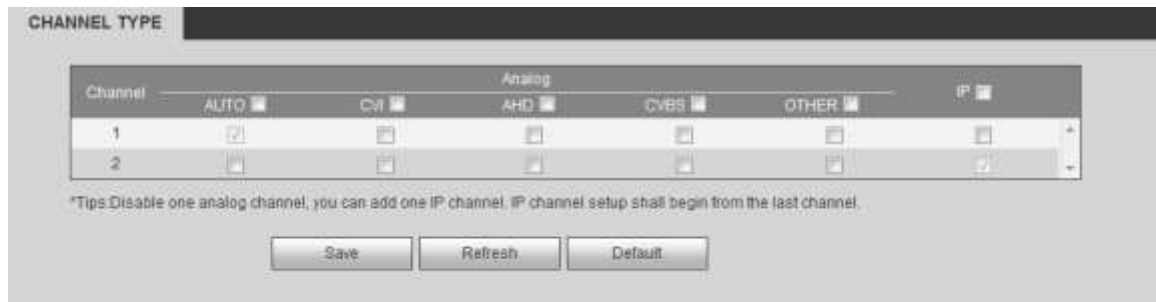 CHANNEL TYPE
Analog
Channel
IP
AUTO CVI AHD CVBS OTHER
1
2
*Tips:Disable one analog channel, you can add one IP channel. IP channel setup shall begin from the last channel.
Save Refresh Default